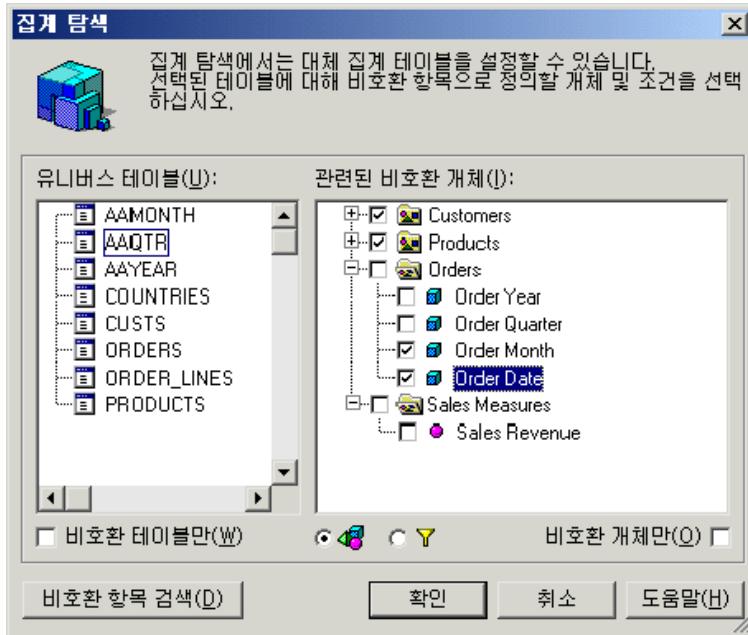 집계 탐색
집계 탐색에서는 대체 집계 테이블을 설정할 수 있습니다.
선택된 테이블에 대해 비호환 항목으로 정의할 개체 및 조건을 선택
하십시오.
유니버스 테이블(U):
관련된 비호환 개체(I):
AAMONTH
AAQTR
AAYEAR
COUNTRIES
CUSTS
ORDERS
ORDER_LINES
PRODUCTS
Customers
Products
Orders
Order Year
Order Quarter
Order Month
Order Date
Sales Measures
Sales Revenue
비호환 테이블만(W)
비호환 개체만(O)
비호환 항목 검색(D)
확인
취소
도움말(H)